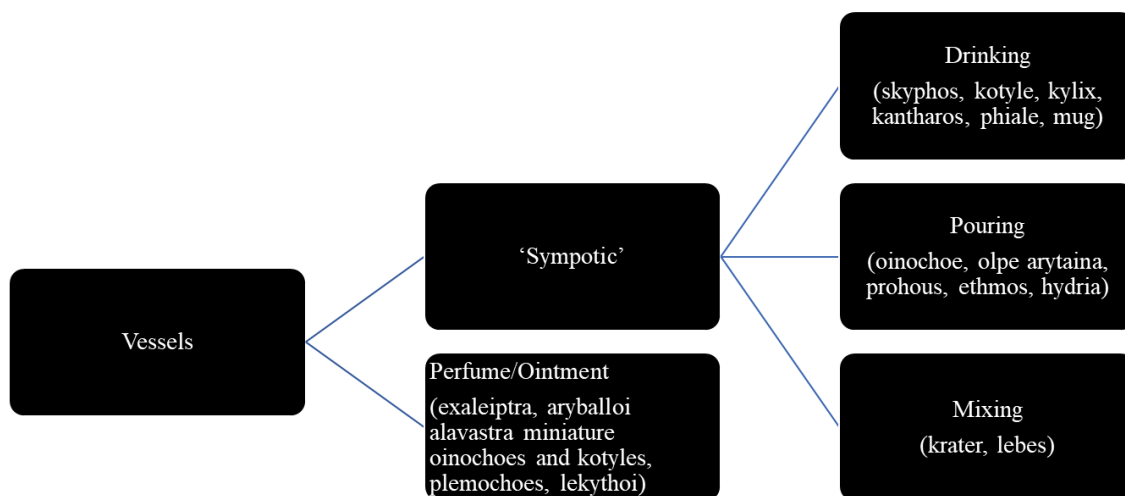 Vessels
‘Sympotic’
Perfume/Ointment
(exaleiptra, aryballoi
alavastra miniature
oinochoes and kotyles,
plemochoes, lekythoi)
Drinking
(skyphos, kotyle, kylix,
kantharos, phiale, mug)
Pouring
(oinochoe, olpe arytaina,
prohous, ethmos, hydria)
Mixing
(krater, lebes)